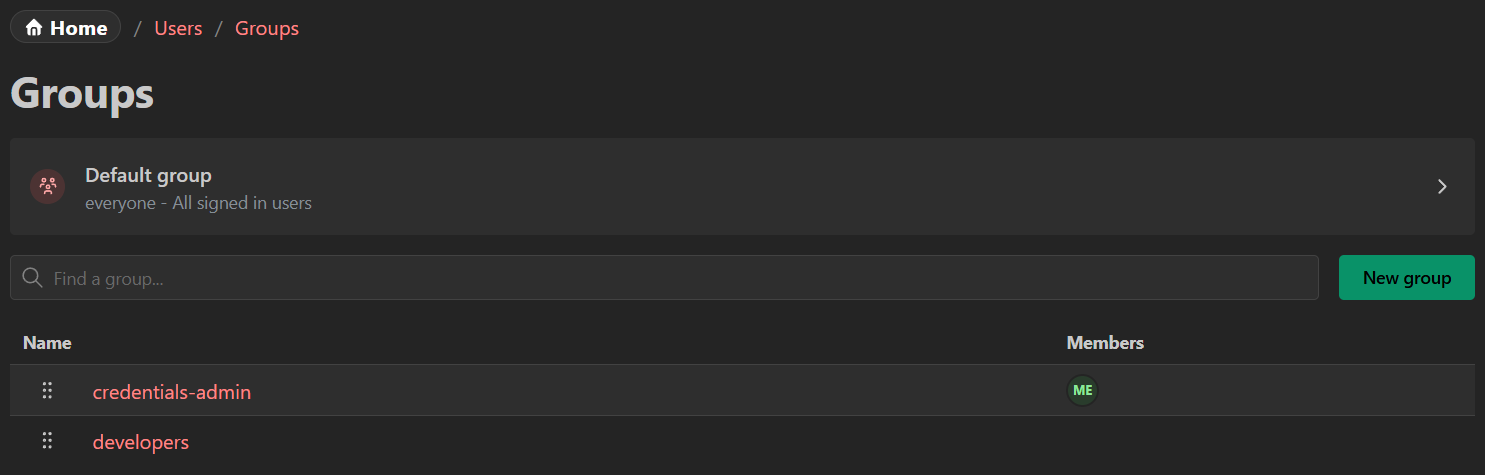 Home / Users / Groups
Groups
Default group
everyone - All signed in users
Find a group...
New group
Name Members
credentials-admin ME
developers